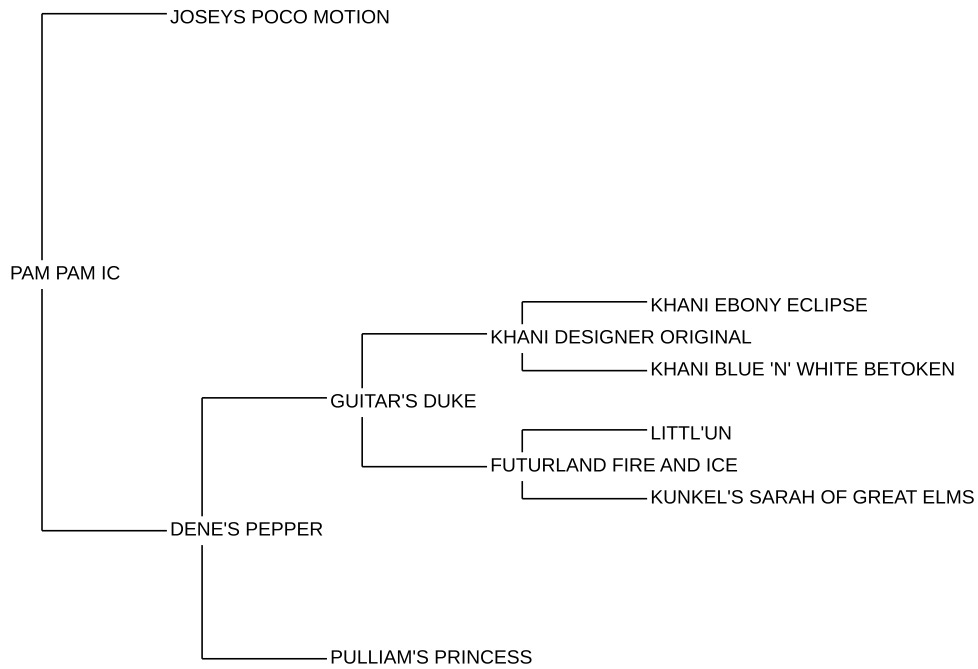 JOSEYS POCO MOTION
PAM PAM IC
KHANI EBONY ECLIPSE
KHANI DESIGNER ORIGINAL
KHANI BLUE 'N' WHITE BETOKEN
GUITAR'S DUKE
LITTL'UN
FUTURLAND FIRE AND ICE
KUNKEL'S SARAH OF GREAT ELMS
DENE'S PEPPER
PULLIAM'S PRINCESS